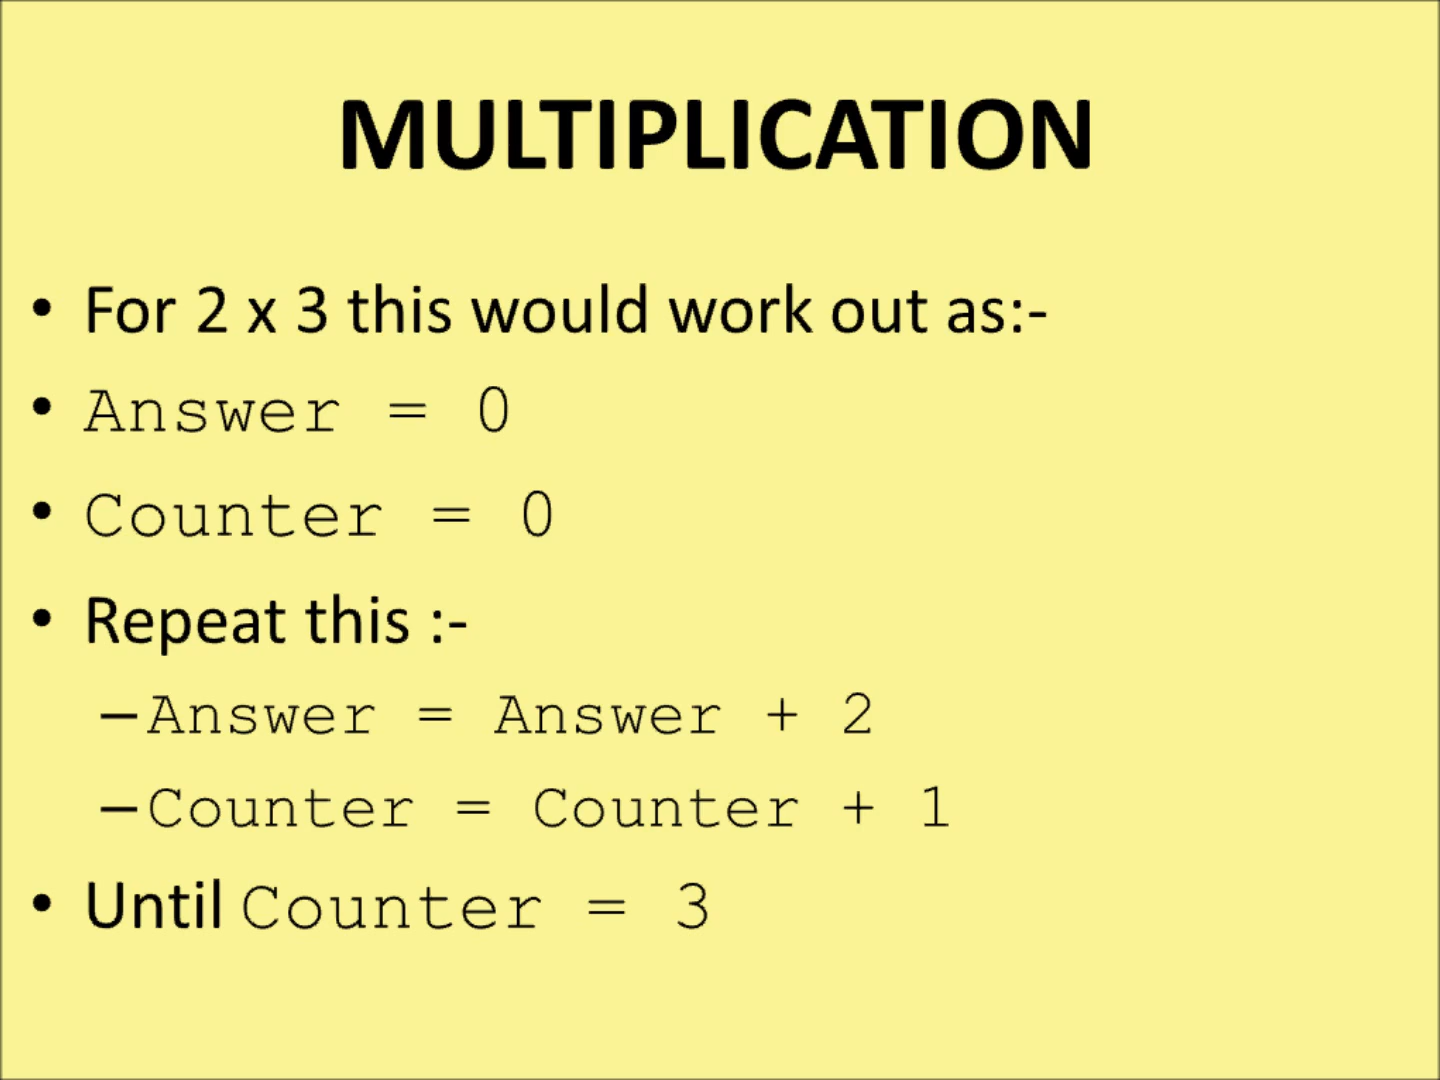 MULTIPLICATION
• For 2 x 3 this would work out as:-
• Answer = 0
• Counter = 0
• Repeat this :-
–Answer = Answer + 2
–Counter = Counter + 1
• Until Counter = 3